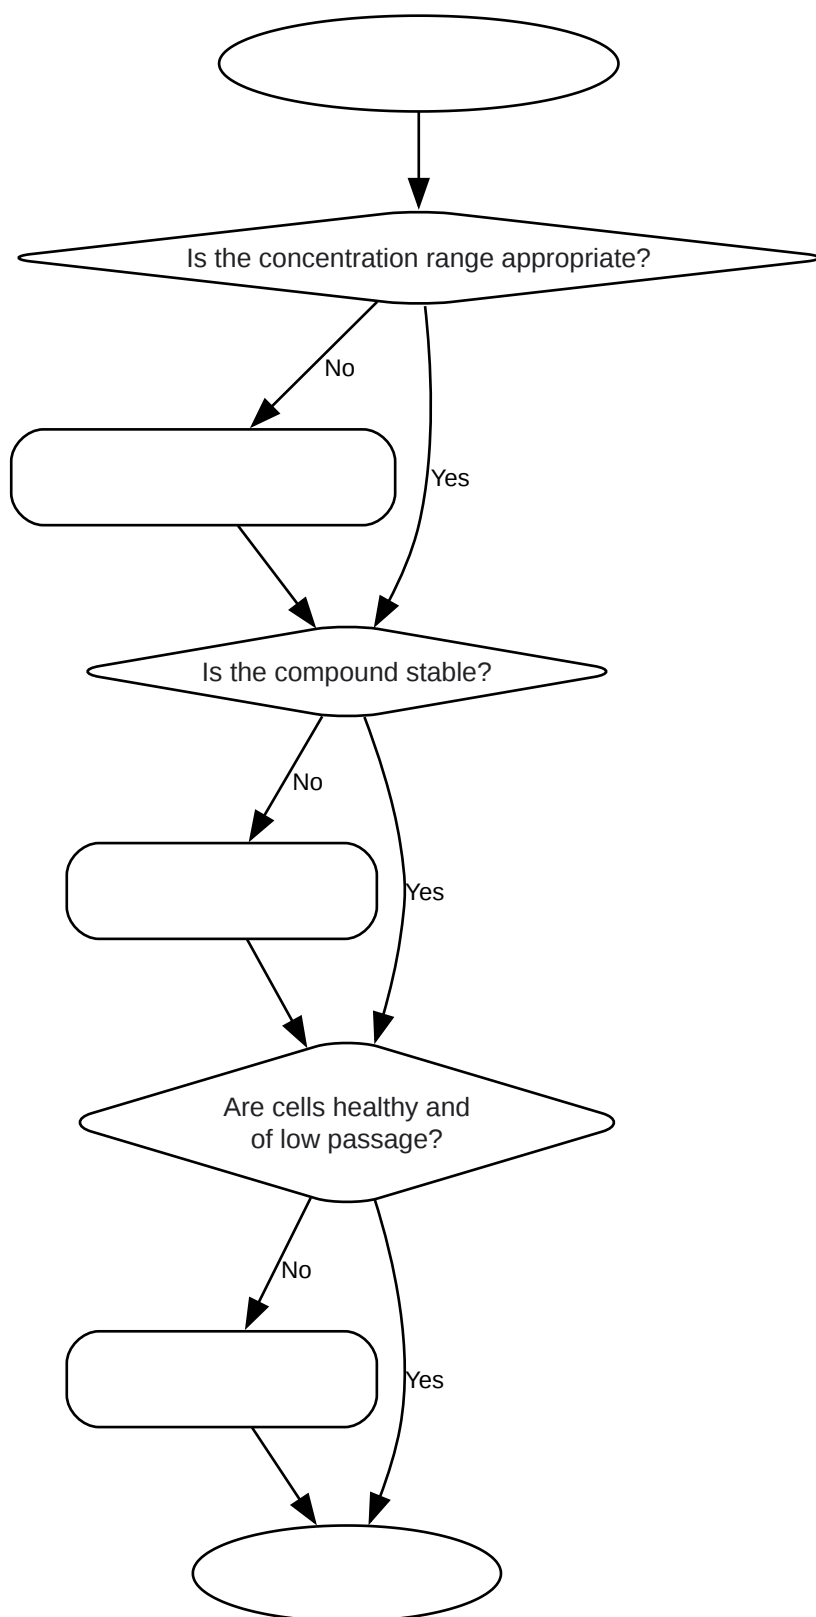 Is the concentration range appropriate?
No
Yes
Is the compound stable?
No
Yes
Are cells healthy and
of low passage?
No
Yes